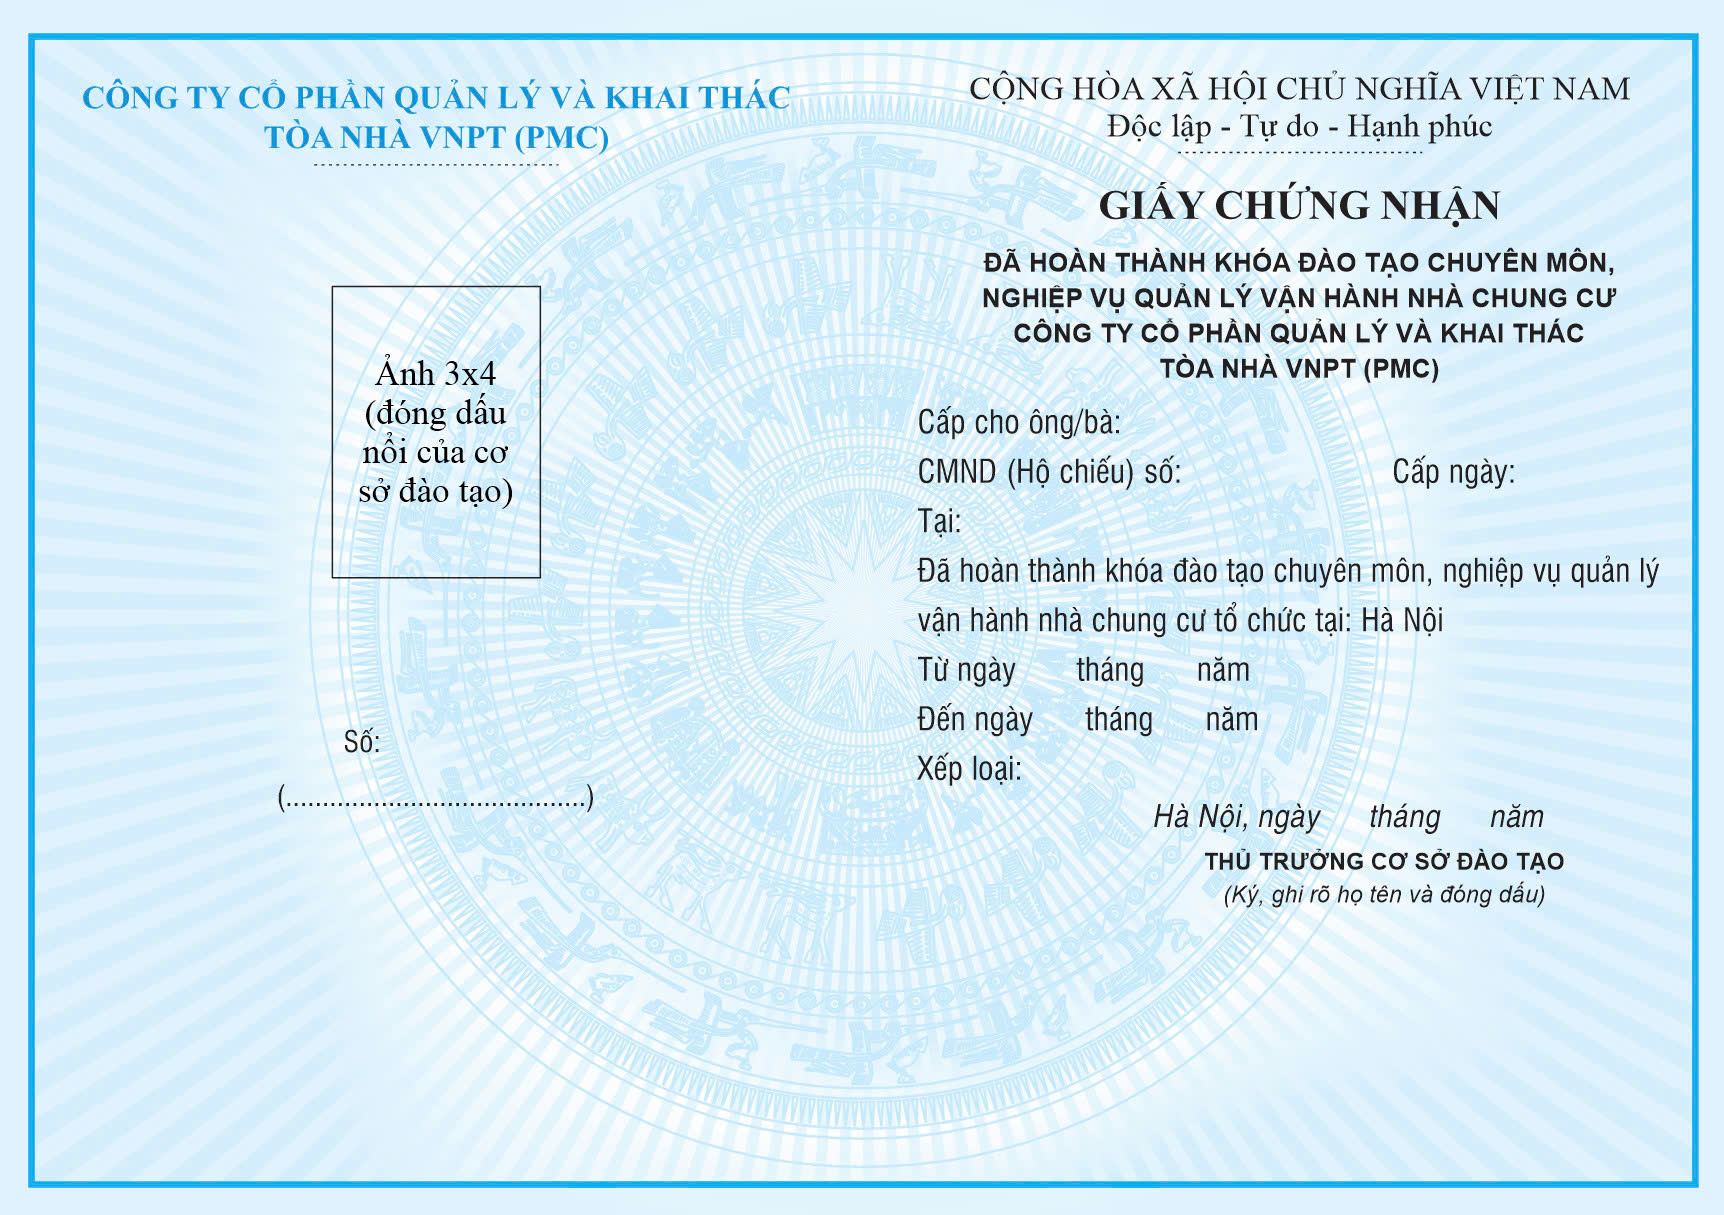 CÔNG TY CỔ PHẦN QUẢN LÝ VÀ KHAI THÁC
TÒA NHÀ VNPT (PMC)
Ảnh 3x4
(đóng dấu
nổi của cơ
sở đào tạo)
Số:
(.........................................)
CỘNG HÒA XÃ HỘI CHỦ NGHĨA VIỆT NAM
Độc lập - Tự do - Hạnh phúc
GIẤY CHỨNG NHẬN
ĐÃ HOÀN THÀNH KHÓA ĐÀO TẠO CHUYÊN MÔN,
NGHIỆP VỤ QUẢN LÝ VẬN HÀNH NHÀ CHUNG CƯ
CÔNG TY CỔ PHẦN QUẢN LÝ VÀ KHAI THÁC
TÒA NHÀ VNPT (PMC)
Cấp cho ông/bà:
CMND (Hộ chiếu) số: Cấp ngày:
Tại:
Đã hoàn thành khóa đào tạo chuyên môn, nghiệp vụ quản lý
vận hành nhà chung cư tổ chức tại: Hà Nội
Từ ngày tháng năm
Đến ngày tháng năm
Xếp loại:
Hà Nội, ngày tháng năm
THỦ TRƯỞNG CƠ SỞ ĐÀO TẠO
(Ký, ghi rõ họ tên và đóng dấu)